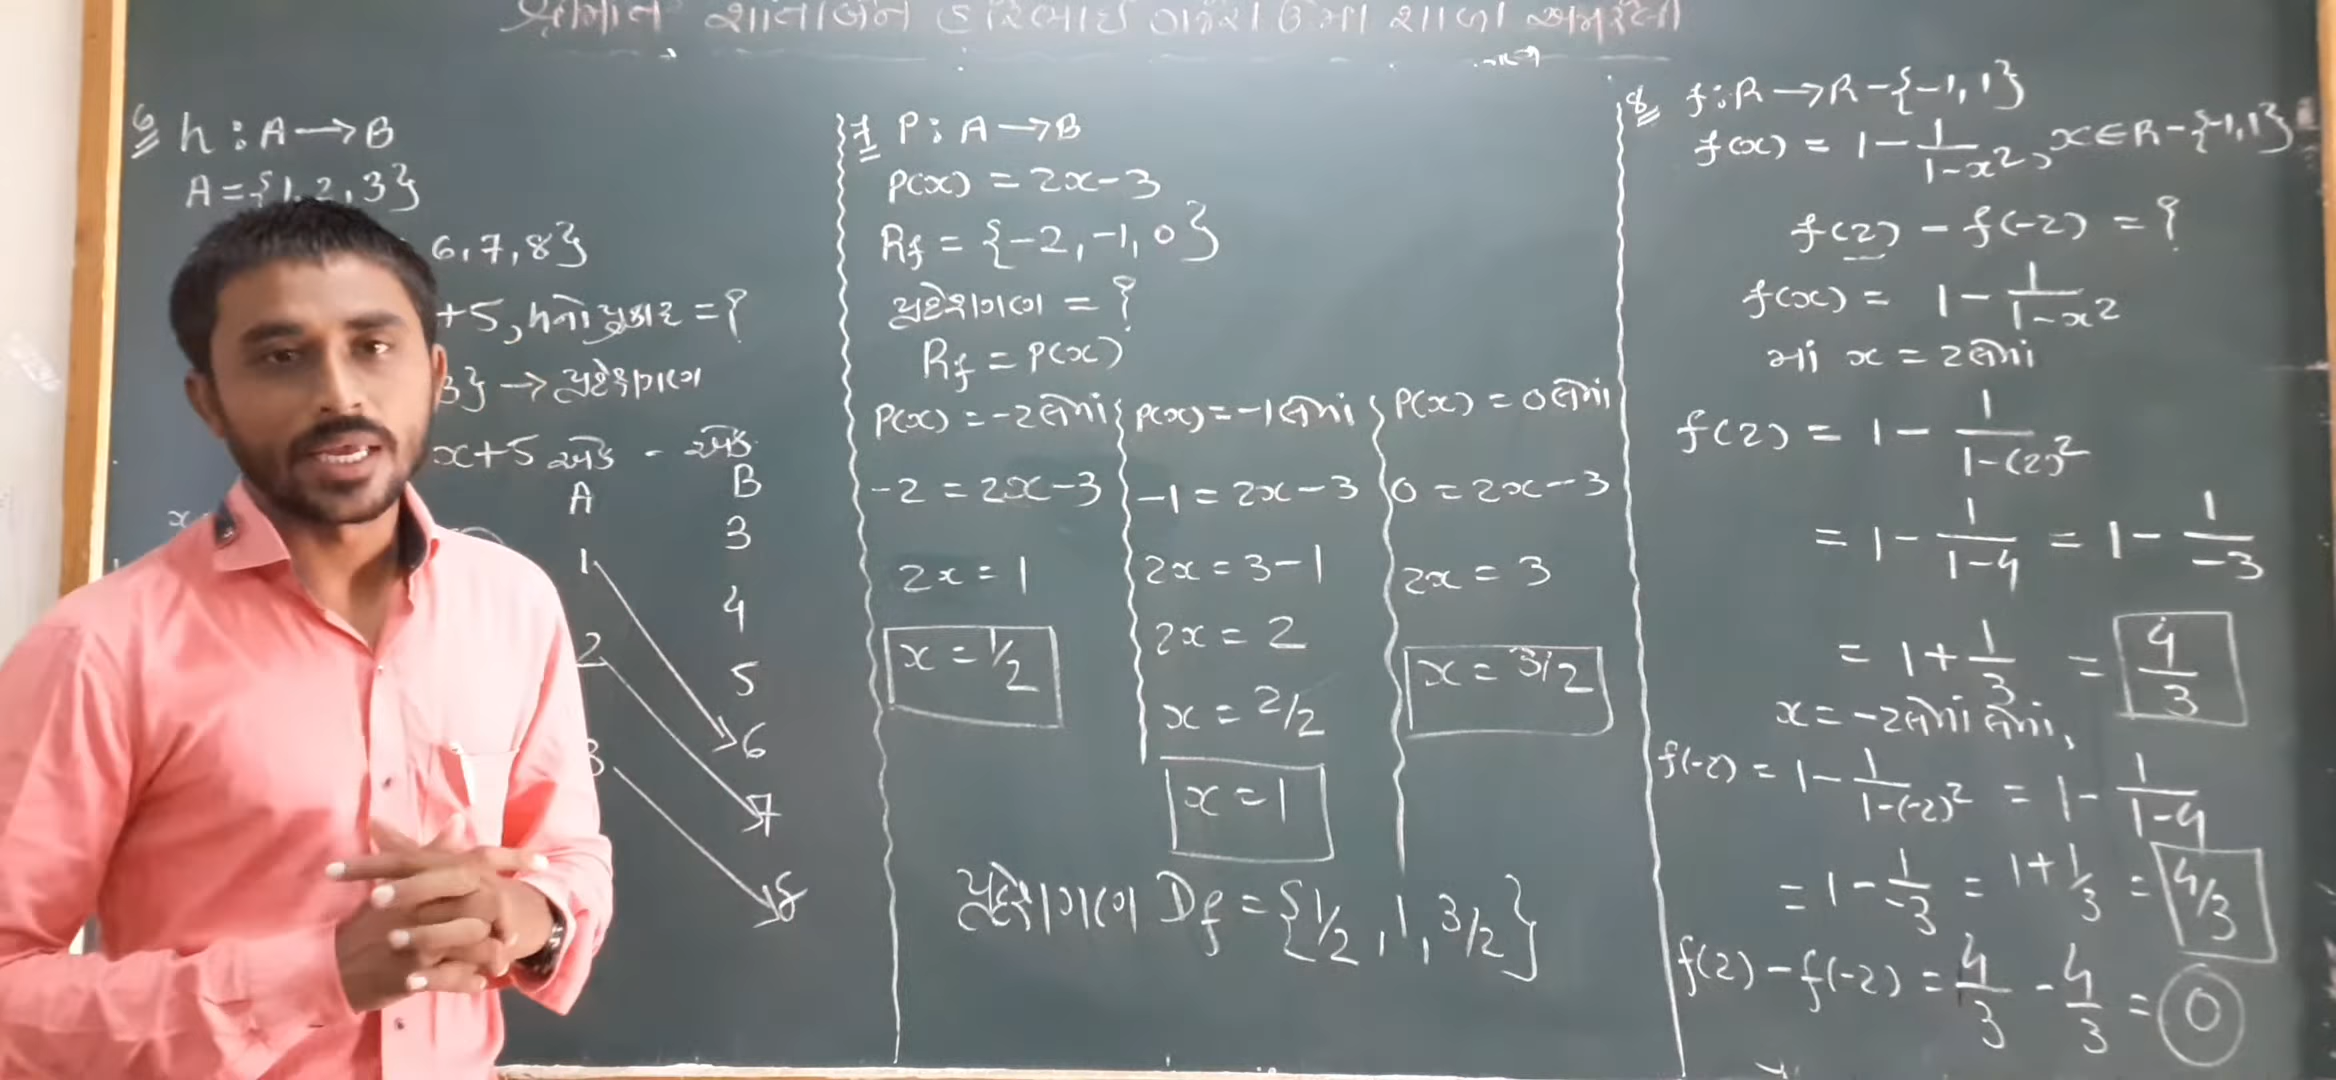 6 h : A → B
A = {1, 2, 3}
6, 7, 8}
+5, hનો પ્રકાર = ?
3} → પ્રદેશગણ
x+5 એક - એક
A B
3
1
4
2
5
3
6
7
8
7 P : A → B
P(x) = 2x-3
Rf = {-2, -1, 0}
પ્રદેશગણ = ?
Rf = P(x)
P(x) = -2 લેતાં
-2 = 2x-3
2x = 1
x = 1/2
P(x) = -1 લેતાં
-1 = 2x-3
2x = 3-1
2x = 2
x = 2/2
x = 1
P(x) = 0 લેતાં
0 = 2x-3
2x = 3
x = 3/2
પ્રદેશગણ Df = {1/2, 1, 3/2}
8 f : R → R-{-1, 1}
f(x) = 1 - 1/1-x², x∈R-{-1, 1}
f(2) - f(-2) = ?
f(x) = 1 - 1/1-x²
માં x = 2 લેતાં
f(2) = 1 - 1/1-(2)²
= 1 - 1/1-4 = 1 - 1/-3
= 1 + 1/3 = 4/3
x = -2 લેતાં લેતાં,
f(-2) = 1 - 1/1-(-2)² = 1 - 1/1-4
= 1 - 1/-3 = 1 + 1/3 = 4/3
f(2) - f(-2) = 4/3 - 4/3 = 0